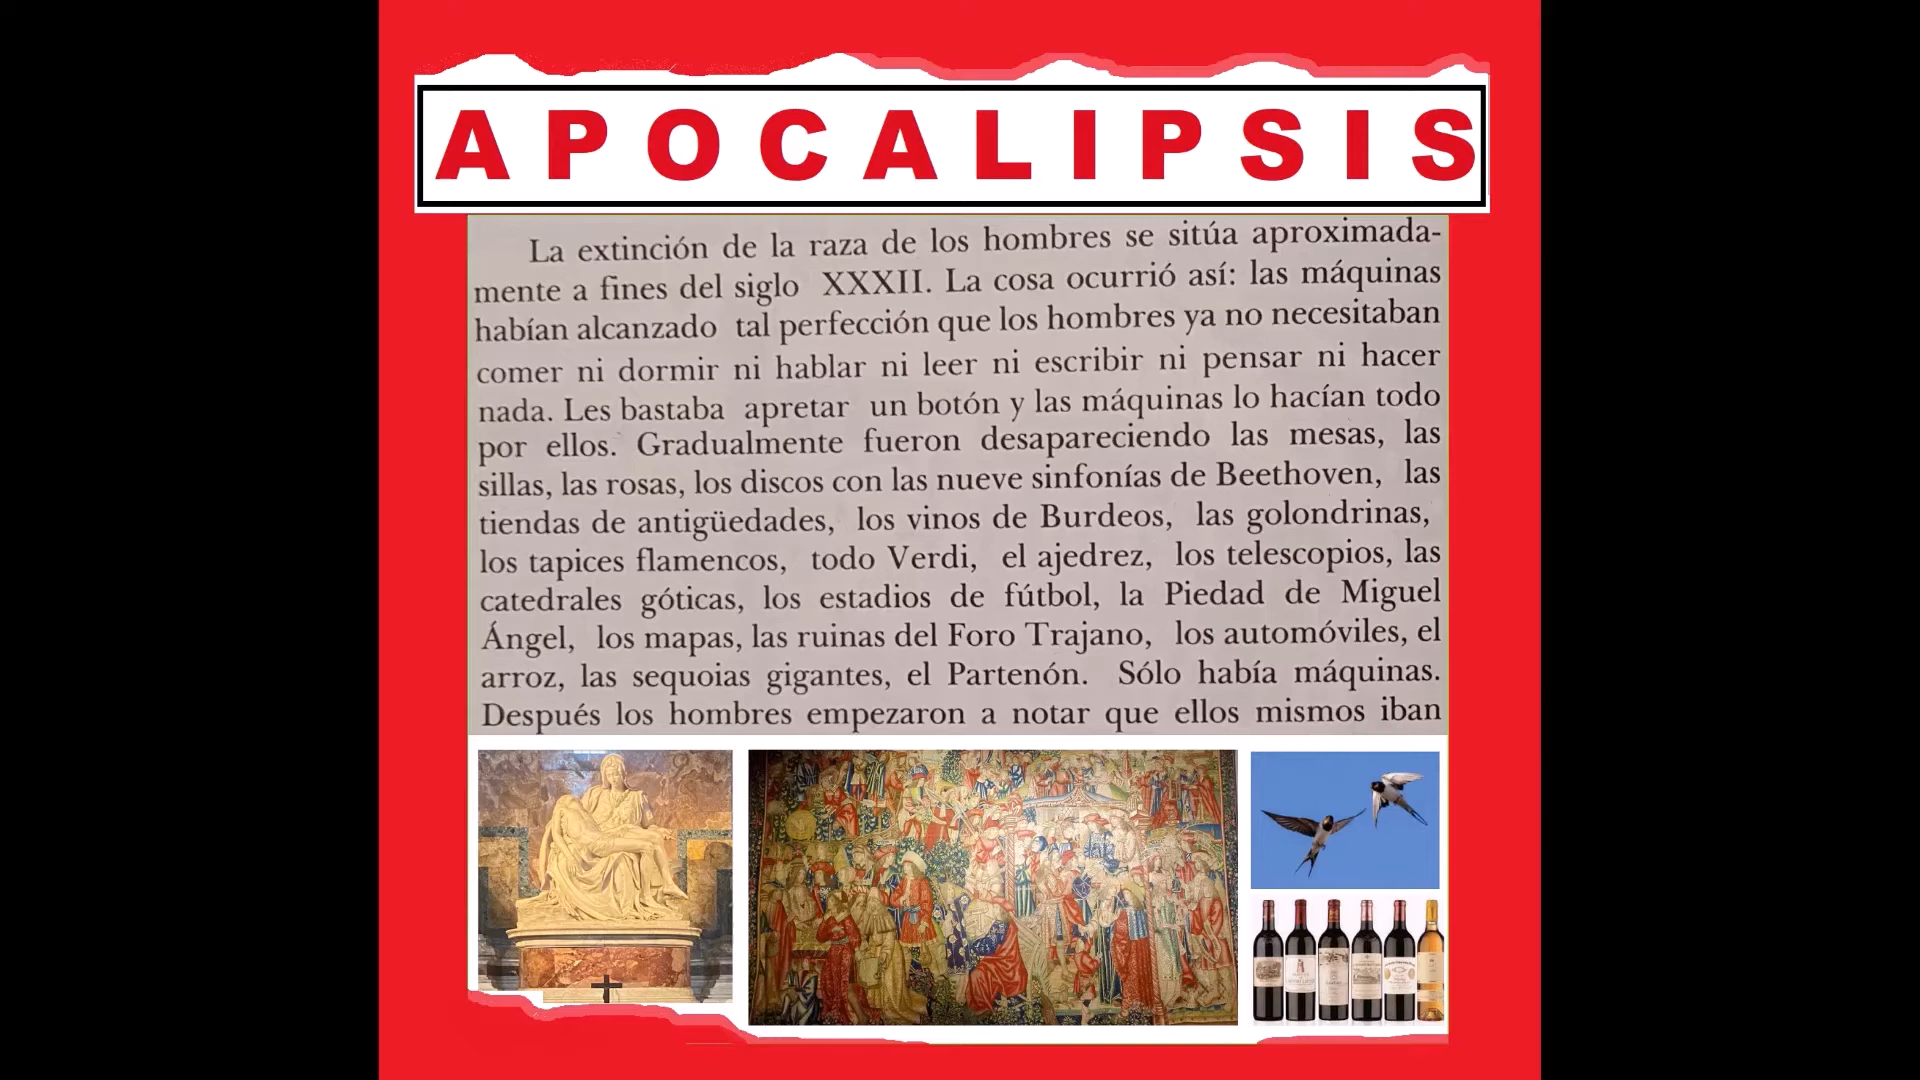 APOCALIPSIS
La extinción de la raza de los hombres se sitúa aproximada-
mente a fines del siglo XXXII. La cosa ocurrió así: las máquinas
habían alcanzado tal perfección que los hombres ya no necesitaban
comer ni dormir ni hablar ni leer ni escribir ni pensar ni hacer
nada. Les bastaba apretar un botón y las máquinas lo hacían todo
por ellos. Gradualmente fueron desapareciendo las mesas, las
sillas, las rosas, los discos con las nueve sinfonías de Beethoven, las
tiendas de antigüedades, los vinos de Burdeos, las golondrinas,
los tapices flamencos, todo Verdi, el ajedrez, los telescopios, las
catedrales góticas, los estadios de fútbol, la Piedad de Miguel
Ángel, los mapas, las ruinas del Foro Trajano, los automóviles, el
arroz, las sequoias gigantes, el Partenón. Sólo había máquinas.
Después los hombres empezaron a notar que ellos mismos iban